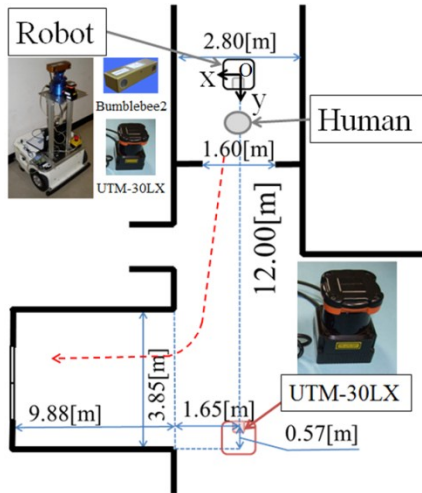 Robot
2.80[m]
Bumblebee2
UTM-30LX
x
o
y
Human
1.60[m]
12.00[m]
UTM-30LX
9.88[m]
3.85[m]
1.65[m]
0.57[m]